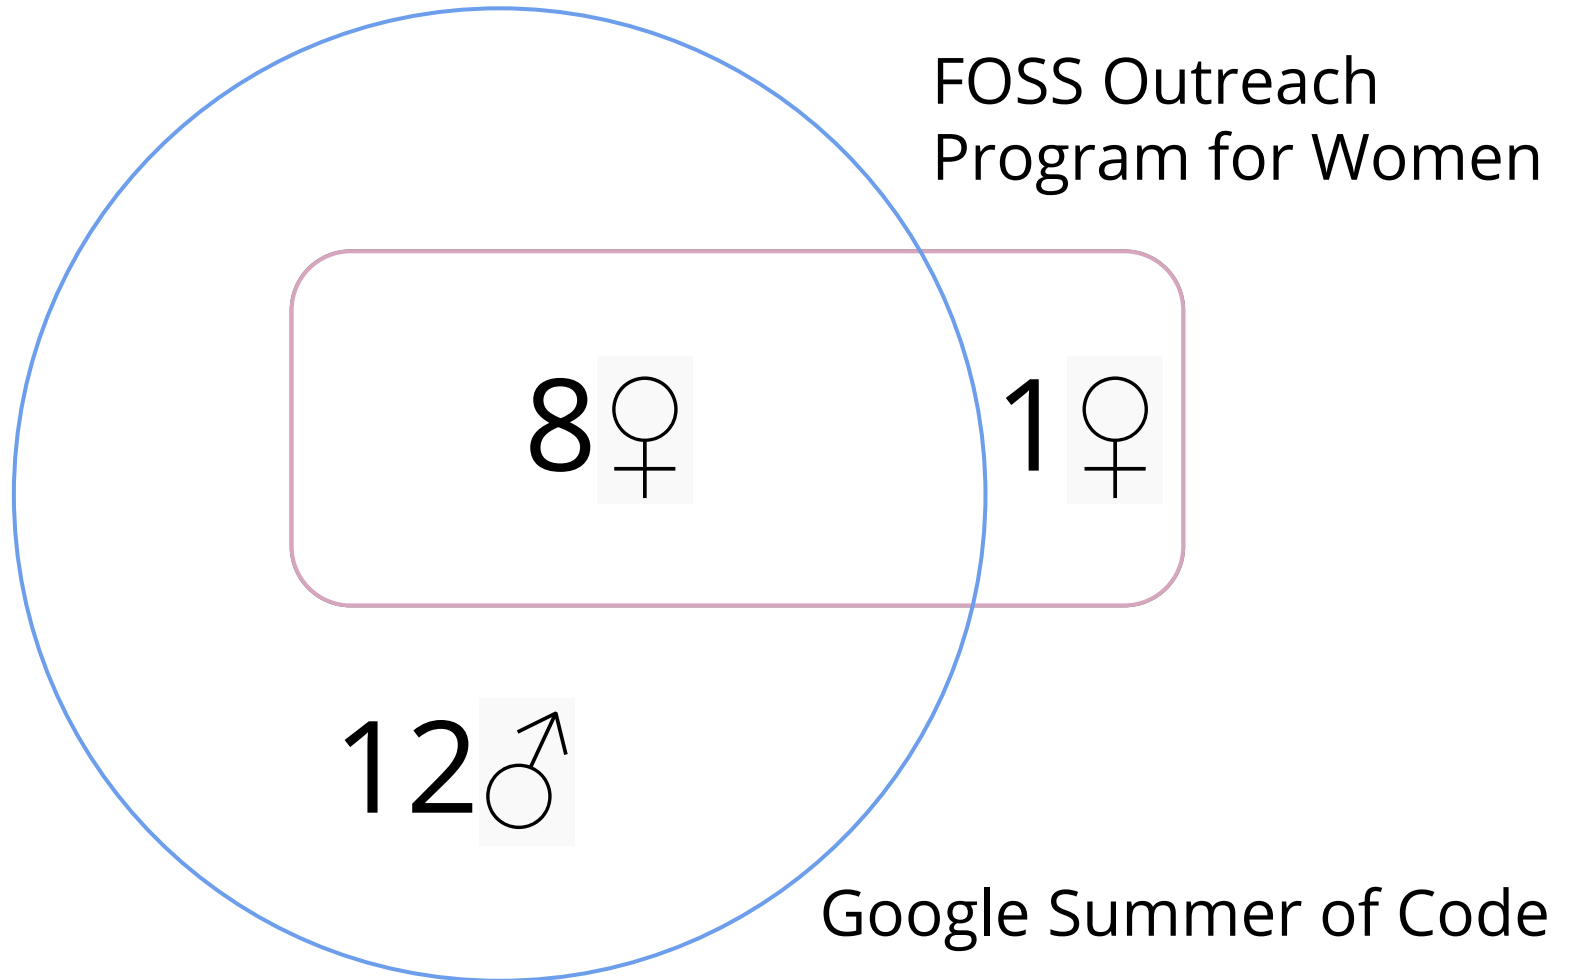 FOSS Outreach
Program for Women
8♀ 1♀
12♂
Google Summer of Code